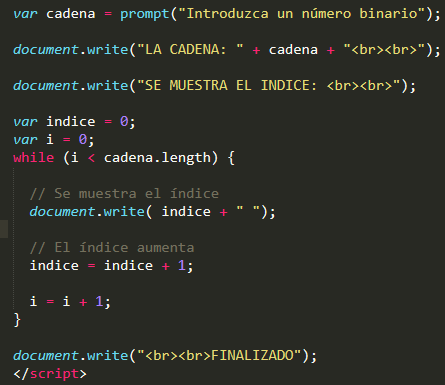 var cadena = prompt("Introduzca un número binario");
document.write("LA CADENA: " + cadena + "<br><br>");
document.write("SE MUESTRA EL INDICE: <br><br>");
var indice = 0;
var i = 0;
while (i < cadena.length) {
// Se muestra el índice
document.write( indice + " ");
// El índice aumenta
indice = indice + 1;
i = i + 1;
}
document.write("<br><br>FINALIZADO");
</script>